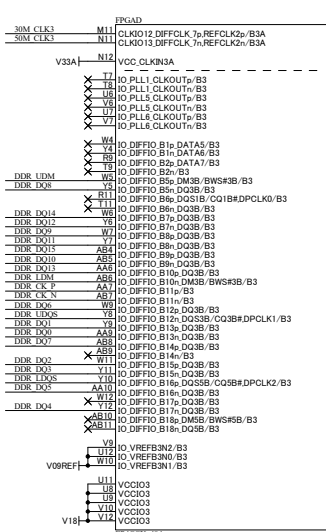 FPGAD
30M_CLK3 M11 CLKIO12_DIFFCLK_7p,REFCLK2p/B3A
50M_CLK3 N11 CLKIO13_DIFFCLK_7n,REFCLK2n/B3A
V33A N12 VCC_CLKIN3A
T7 IO_PLL1_CLKOUTp/B3
T8 IO_PLL1_CLKOUTn/B3
U6 IO_PLL5_CLKOUTp/B3
V6 IO_PLL5_CLKOUTn/B3
U7 IO_PLL6_CLKOUTp/B3
V7 IO_PLL6_CLKOUTn/B3
W4 IO_DIFFIO_B1p_DATA5/B3
Y4 IO_DIFFIO_B1n_DATA6/B3
R9 IO_DIFFIO_B2p_DATA7/B3
T9 IO_DIFFIO_B2n/B3
DDR_UDM W5 IO_DIFFIO_B5p_DM3B/BWS#3B/B3
DDR_DQ8 Y5 IO_DIFFIO_B5n_DQ3B/B3
R11 IO_DIFFIO_B6p_DQS1B/CQ1B#,DPCLK0/B3
T11 IO_DIFFIO_B6n_DQ3B/B3
DDR_DQ14 W6 IO_DIFFIO_B7p_DQ3B/B3
DDR_DQ12 Y6 IO_DIFFIO_B7n_DQ3B/B3
DDR_DQ9 W7 IO_DIFFIO_B8p_DQ3B/B3
DDR_DQ11 Y7 IO_DIFFIO_B8n_DQ3B/B3
DDR_DQ15 AB4 IO_DIFFIO_B9p_DQ3B/B3
DDR_DQ10 AB5 IO_DIFFIO_B9n_DQ3B/B3
DDR_DQ13 AA6 IO_DIFFIO_B10p_DQ3B/B3
DDR_LDM AB6 IO_DIFFIO_B10n_DM3B/BWS#3B/B3
DDR_CK_P AA7 IO_DIFFIO_B11p/B3
DDR_CK_N AB7 IO_DIFFIO_B11n/B3
DDR_DQ6 W9 IO_DIFFIO_B12p_DQ3B/B3
DDR_UDQS Y8 IO_DIFFIO_B12n_DQS3B/CQ3B#,DPCLK1/B3
DDR_DQ1 Y9 IO_DIFFIO_B13p_DQ3B/B3
DDR_DQ0 AA9 IO_DIFFIO_B13n_DQ3B/B3
DDR_DQ7 AB8 IO_DIFFIO_B14p_DQ3B/B3
AB9 IO_DIFFIO_B14n/B3
DDR_DQ2 W11 IO_DIFFIO_B15p_DQ3B/B3
DDR_DQ3 Y11 IO_DIFFIO_B15n_DQ3B/B3
DDR_LDQS Y10 IO_DIFFIO_B16p_DQS5B/CQ5B#,DPCLK2/B3
DDR_DQ5 AA10 IO_DIFFIO_B16n_DQ3B/B3
W12 IO_DIFFIO_B17p_DQ3B/B3
DDR_DQ4 Y12 IO_DIFFIO_B17n_DQ3B/B3
AB10 IO_DIFFIO_B18p_DM5B/BWS#5B/B3
AB11 IO_DIFFIO_B18n_DQ5B/B3
V9 IO_VREFB3N2/B3
U12 IO_VREFB3N0/B3
V09REF W10 IO_VREFB3N1/B3
U11 VCCIO3
U8 VCCIO3
U9 VCCIO3
V10 VCCIO3
V18 V12 VCCIO3